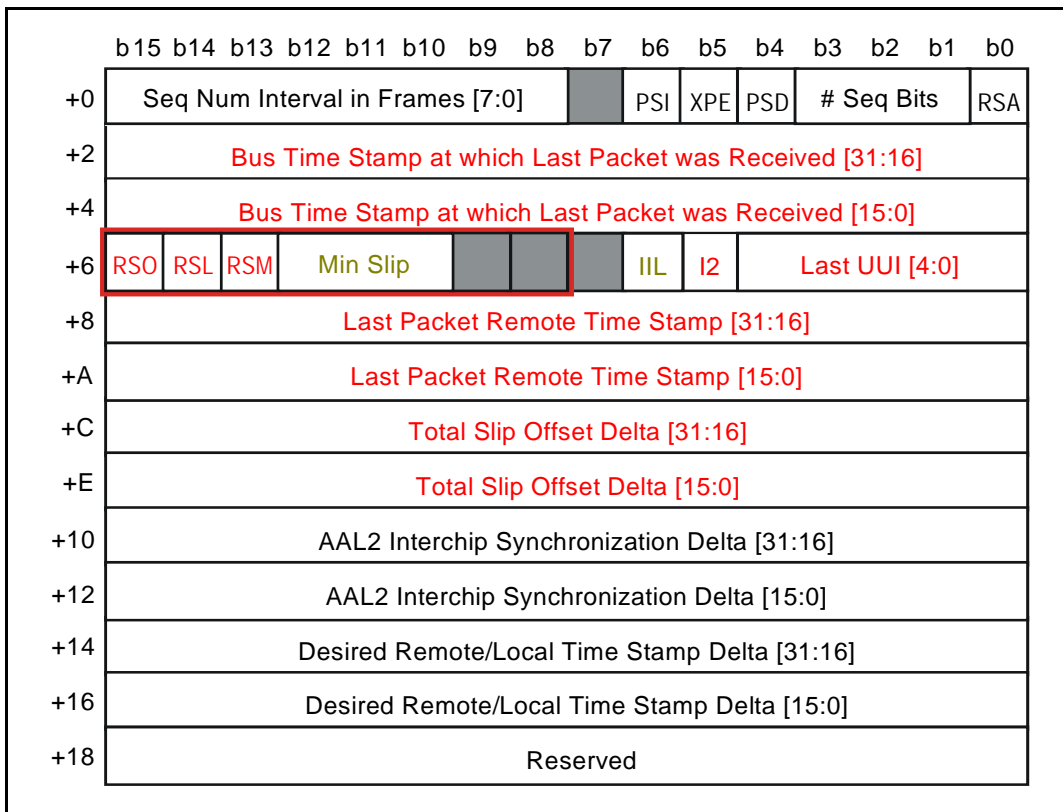 b15 b14 b13 b12 b11 b10 b9 b8 b7 b6 b5 b4 b3 b2 b1 b0
+0 Seq Num Interval in Frames [7:0] PSI XPE PSD # Seq Bits RSA
+2 Bus Time Stamp at which Last Packet was Received [31:16]
+4 Bus Time Stamp at which Last Packet was Received [15:0]
+6 RSO RSL RSM Min Slip IIL I2 Last UUI [4:0]
+8 Last Packet Remote Time Stamp [31:16]
+A Last Packet Remote Time Stamp [15:0]
+C Total Slip Offset Delta [31:16]
+E Total Slip Offset Delta [15:0]
+10 AAL2 Interchip Synchronization Delta [31:16]
+12 AAL2 Interchip Synchronization Delta [15:0]
+14 Desired Remote/Local Time Stamp Delta [31:16]
+16 Desired Remote/Local Time Stamp Delta [15:0]
+18 Reserved